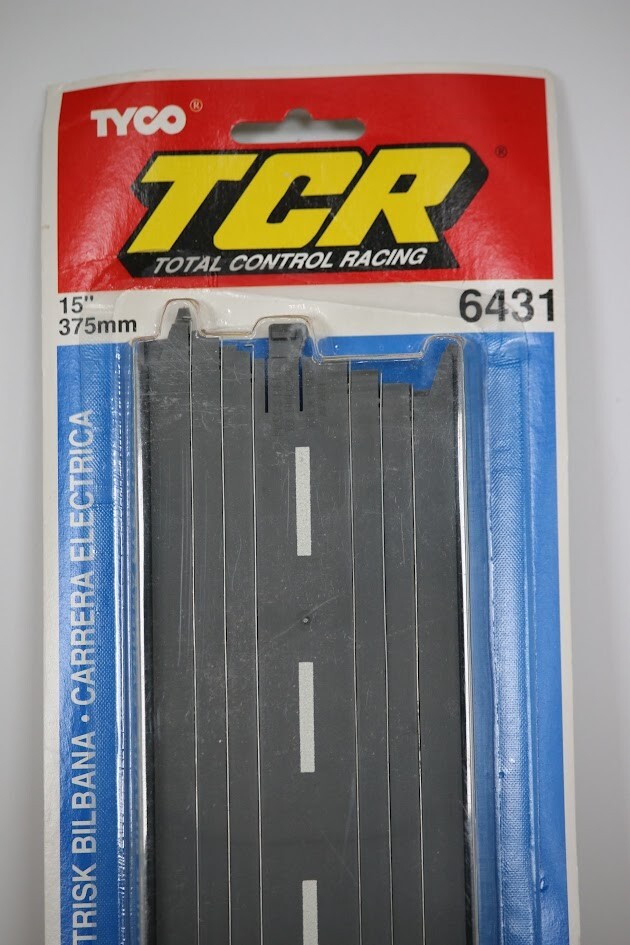 TYCO®
TCR®
TOTAL CONTROL RACING
15"
375mm
6431
TRISK BILBANA • CARRERA ELECTRICA